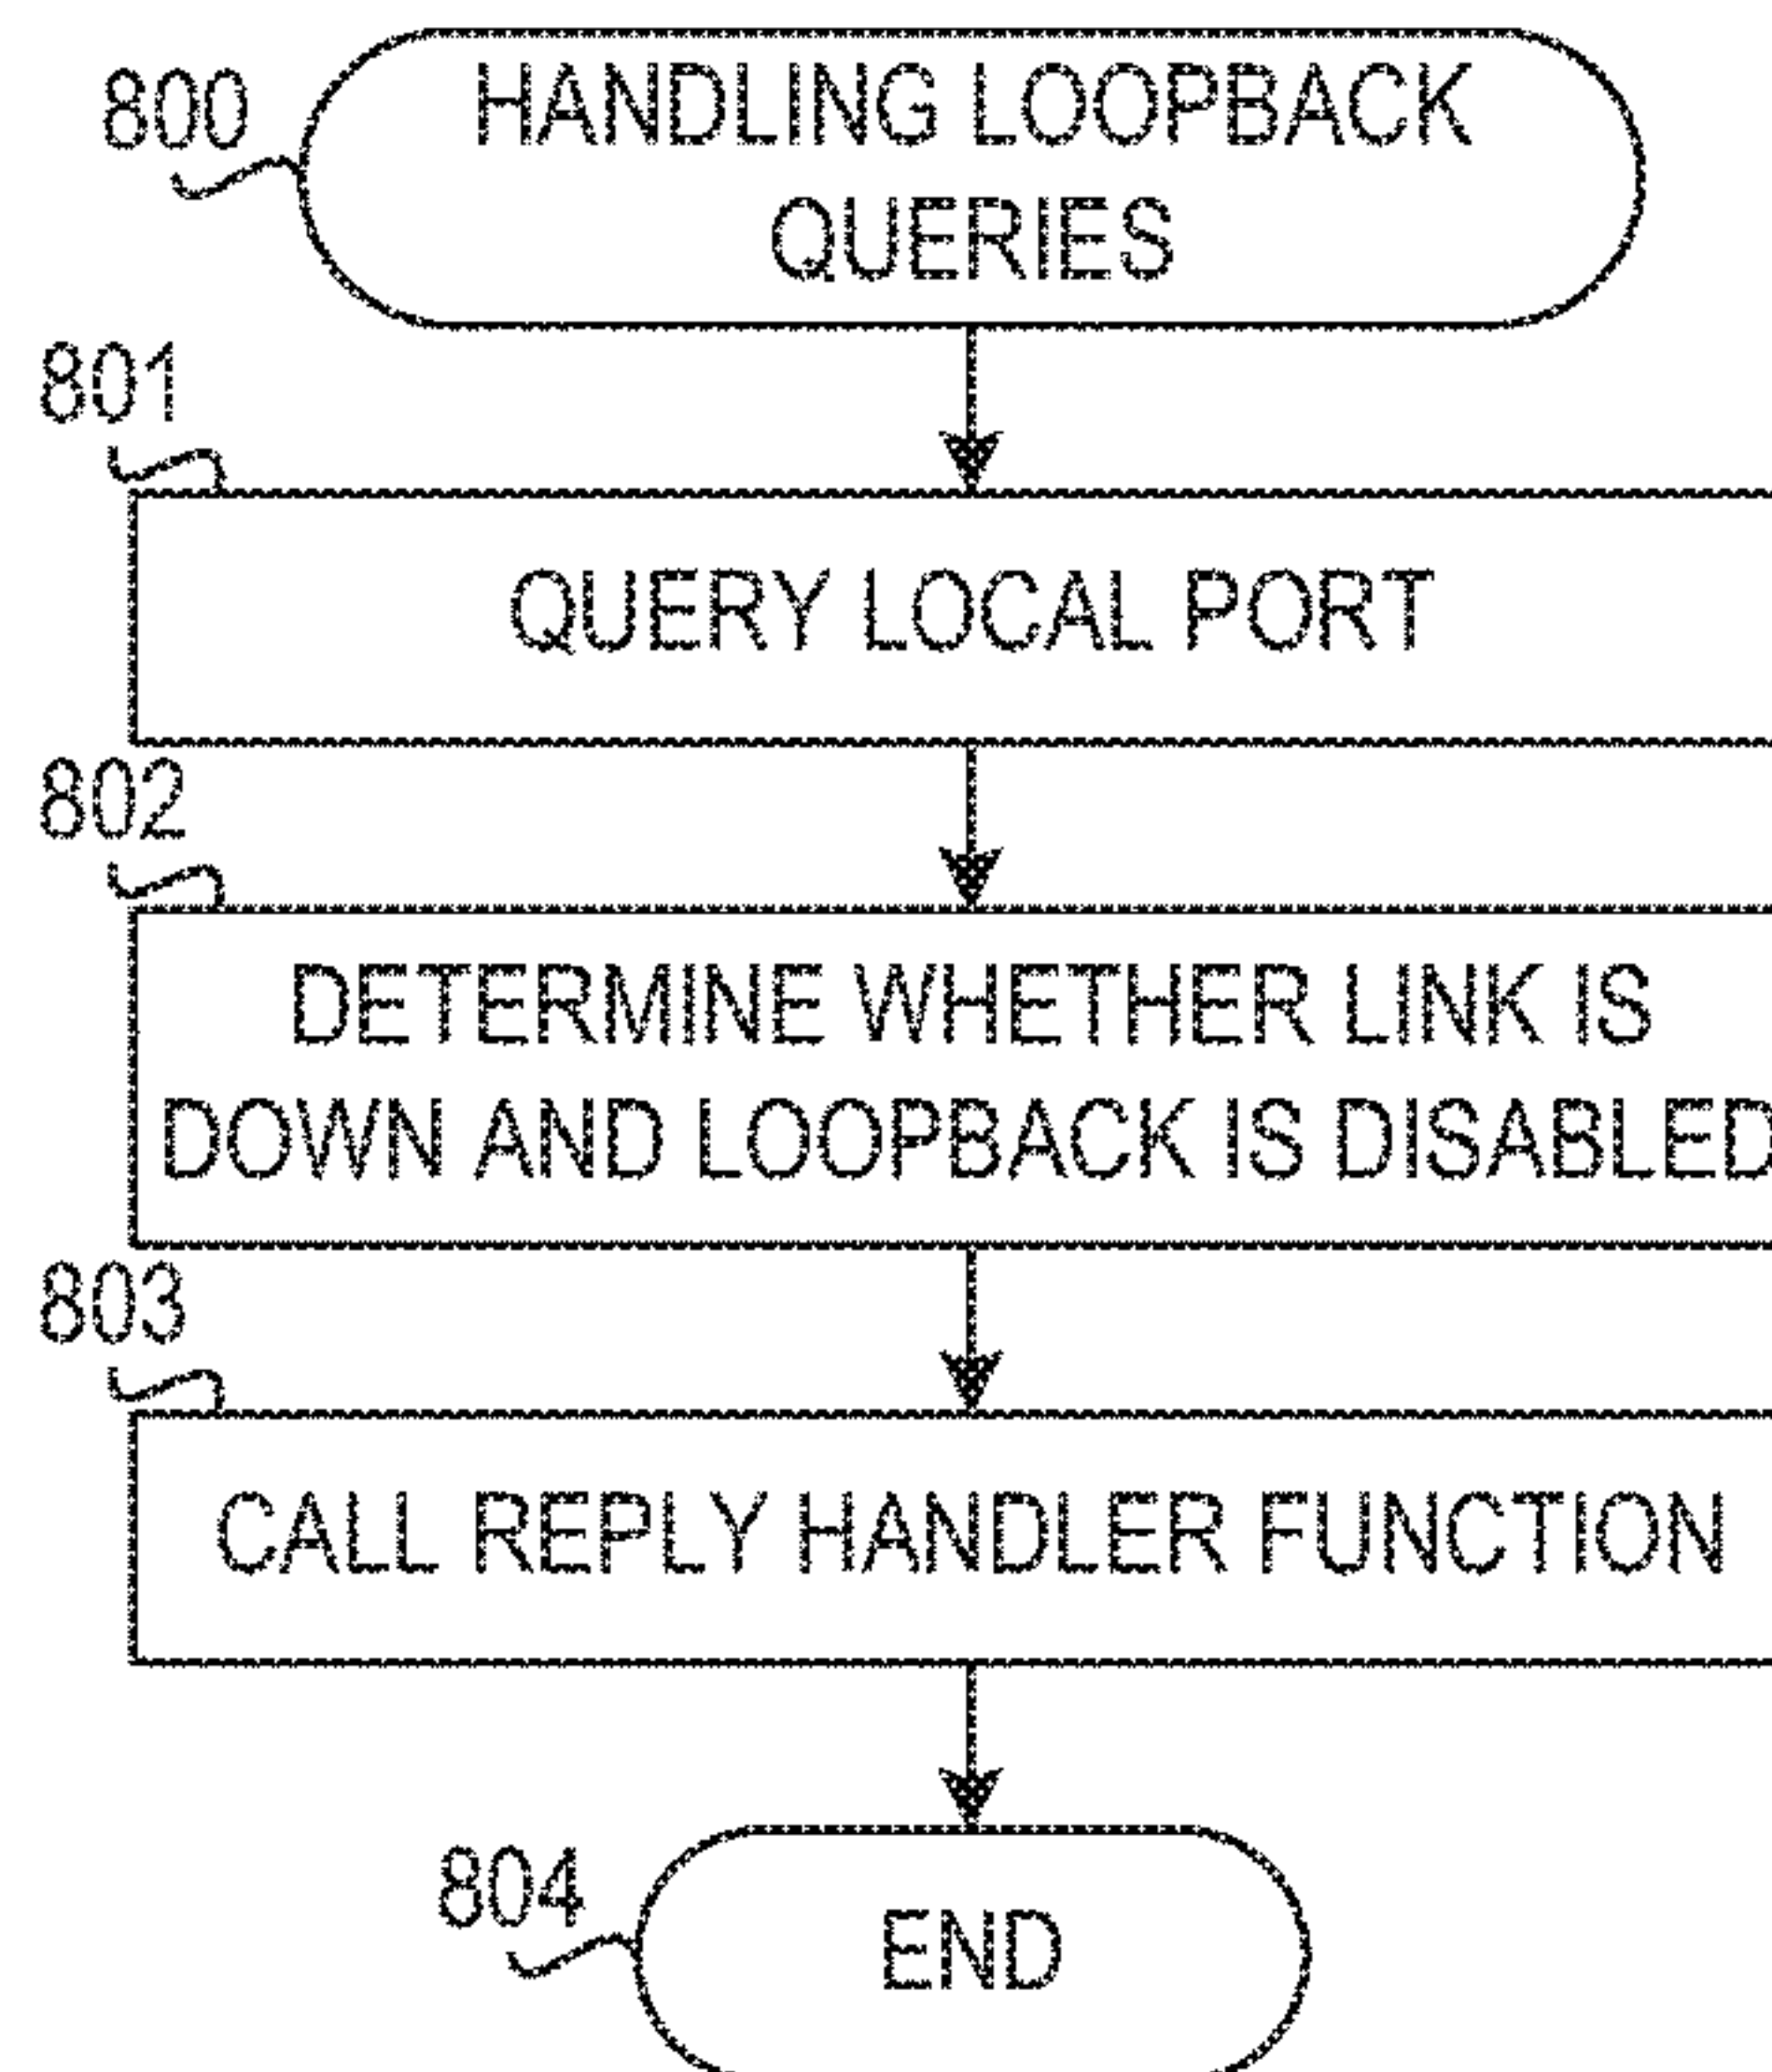 800
HANDLING LOOPBACK
QUERIES
801
QUERY LOCAL PORT
802
DETERMINE WHETHER LINK IS
DOWN AND LOOPBACK IS DISABLED
803
CALL REPLY HANDLER FUNCTION
804
END